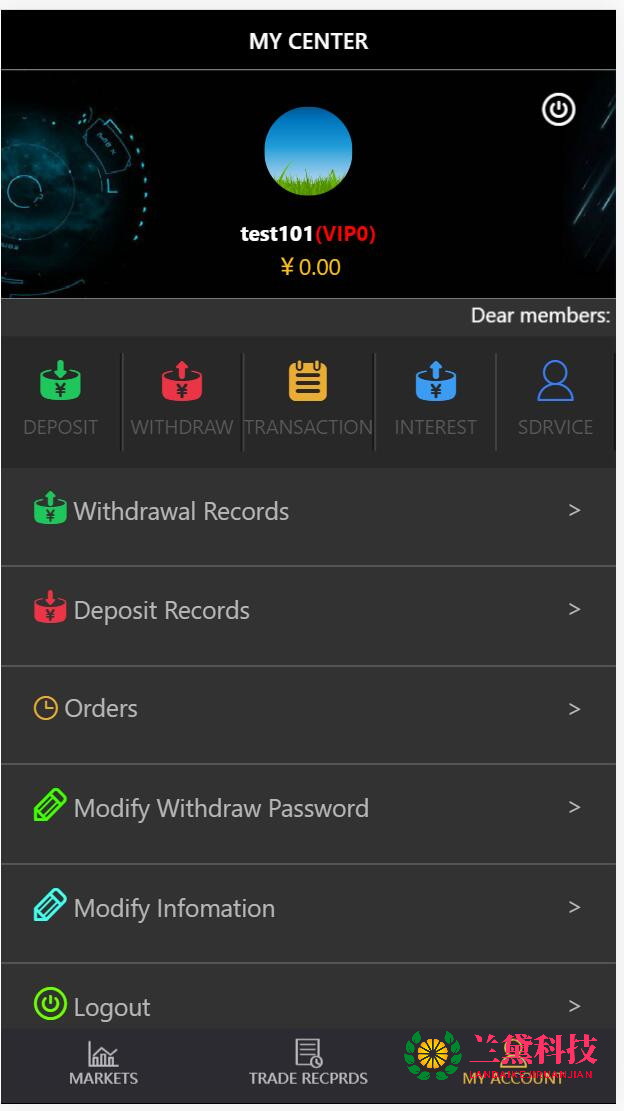 MY CENTER
test101(VIP0)
¥ 0.00
Dear members:
DEPOSIT
WITHDRAW
TRANSACTION
INTEREST
SDRVICE
Withdrawal Records
>
Deposit Records
>
Orders
>
Modify Withdraw Password
>
Modify Infomation
>
Logout
>
MARKETS
TRADE RECPRDS
MY ACCOUNT
兰黛科技